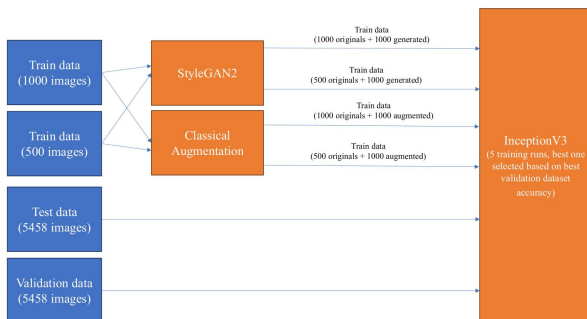 Train data
(1000 images)
Train data
(500 images)
Test data
(5458 images)
Validation data
(5458 images)
StyleGAN2
Classical
Augmentation
Train data
(1000 originals + 1000 generated)
Train data
(500 originals + 1000 generated)
Train data
(1000 originals + 1000 augmented)
Train data
(500 originals + 1000 augmented)
InceptionV3
(5 training runs, best one
selected based on best
validation dataset
accuracy)